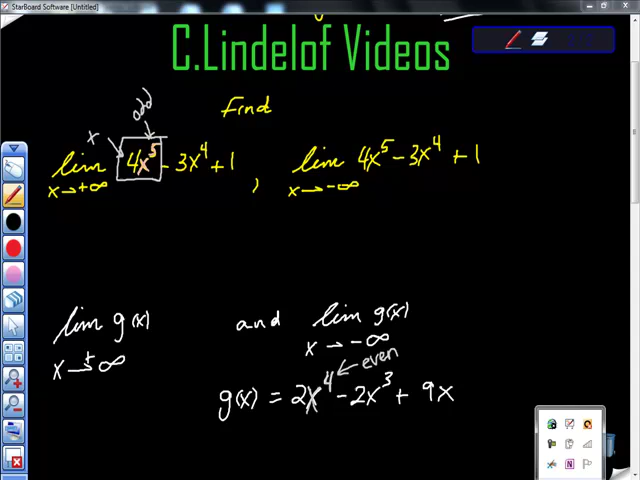 StarBoard Software [Untitled]
C.Lindelof Videos
Find
odd
x
lim 4x⁵ - 3x⁴ + 1 , lim 4x⁵ - 3x⁴ + 1
x→+∞ x→-∞
lim g(x) and lim g(x)
x→+∞ x→-∞
even
g(x) = 2x⁴ - 2x³ + 9x